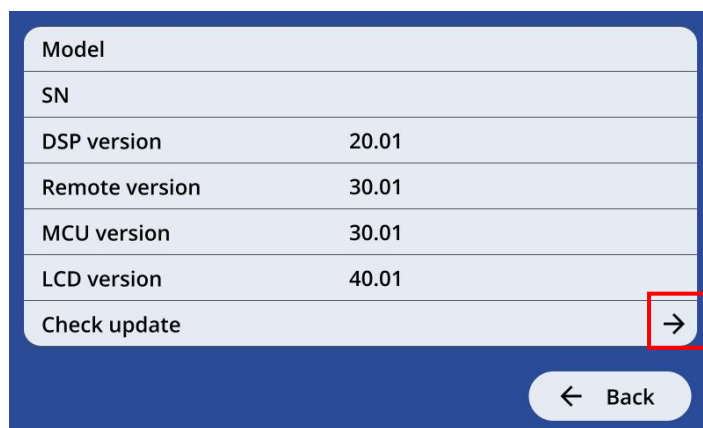 Model
SN
DSP version 20.01
Remote version 30.01
MCU version 30.01
LCD version 40.01
Check update →
← Back